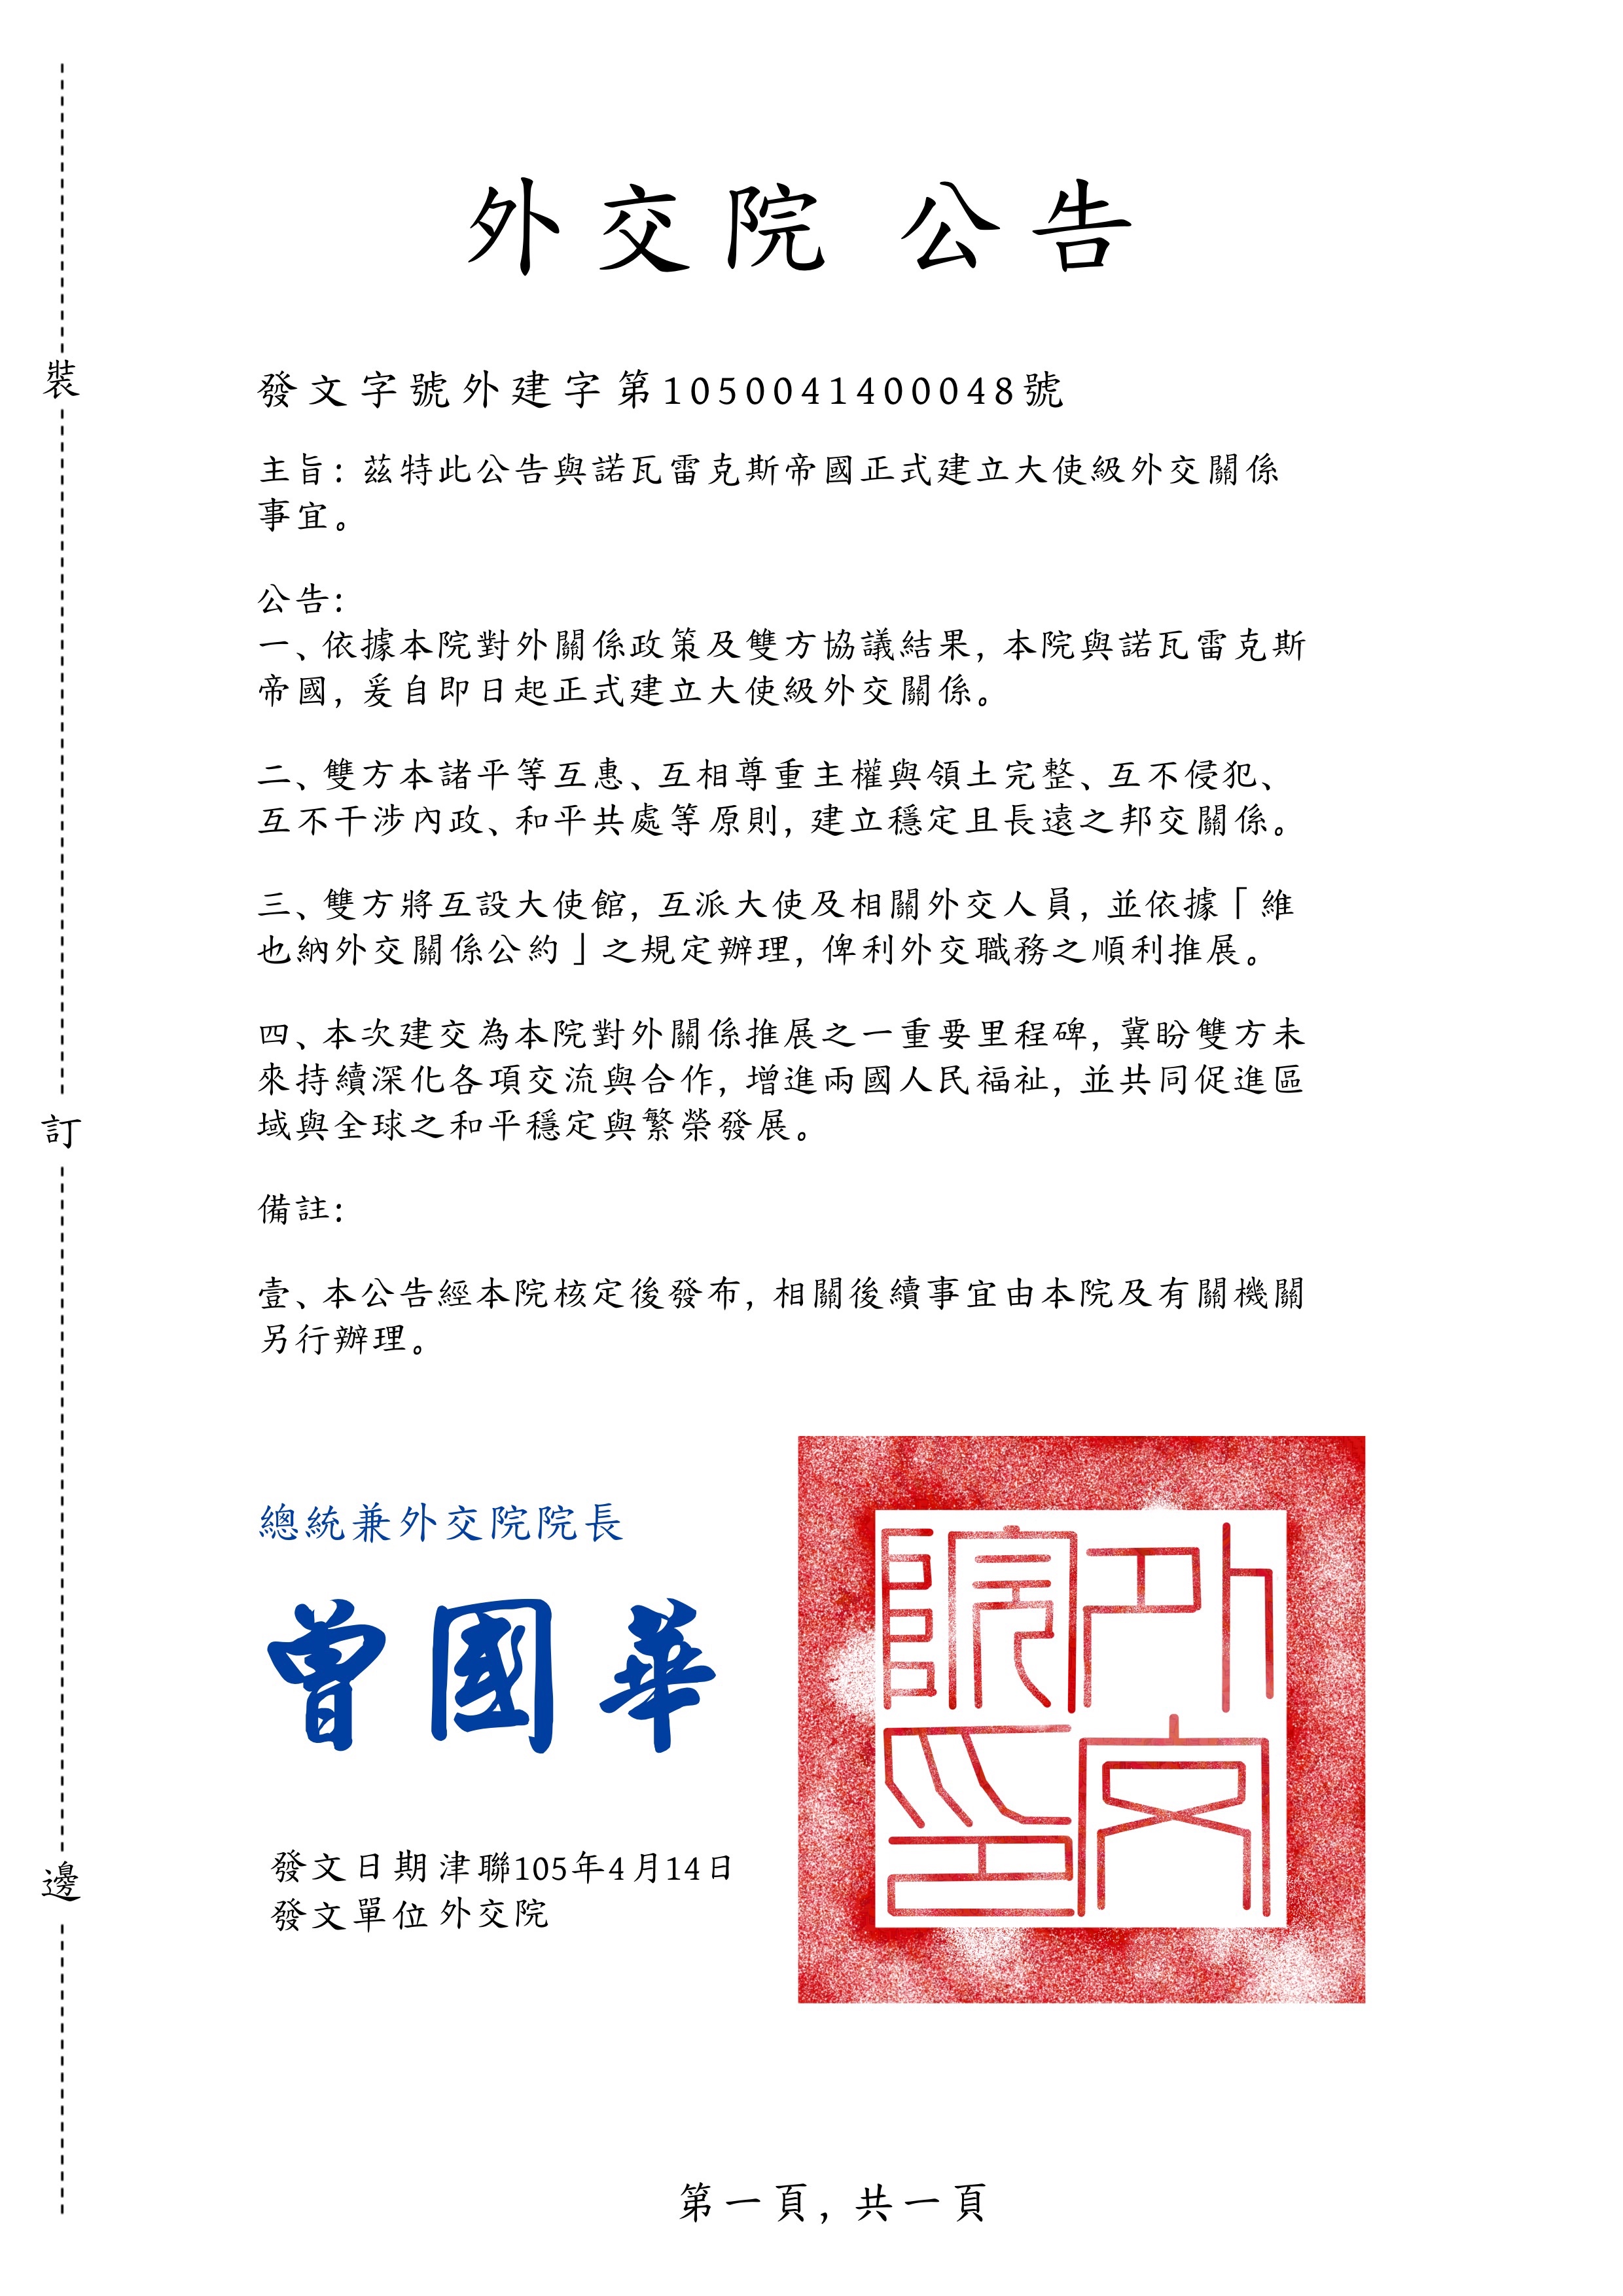 外交院 公告
發文字號外建字第1050041400048號
主旨：茲特此公告與諾瓦雷克斯帝國正式建立大使級外交關係
事宜。
公告：
一、依據本院對外關係政策及雙方協議結果，本院與諾瓦雷克斯
帝國，爰自即日起正式建立大使級外交關係。
二、雙方本諸平等互惠、互相尊重主權與領土完整、互不侵犯、
互不干涉內政、和平共處等原則，建立穩定且長遠之邦交關係。
三、雙方將互設大使館，互派大使及相關外交人員，並依據「維
也納外交關係公約」之規定辦理，俾利外交職務之順利推展。
四、本次建交為本院對外關係推展之一重要里程碑，冀盼雙方未
來持續深化各項交流與合作，增進兩國人民福祉，並共同促進區
域與全球之和平穩定與繁榮發展。
備註：
壹、本公告經本院核定後發布，相關後續事宜由本院及有關機關
另行辦理。
總統兼外交院院長
曾國華
發文日期津聯105年4月14日
發文單位外交院
外交
院印
第一頁，共一頁
裝
訂
邊